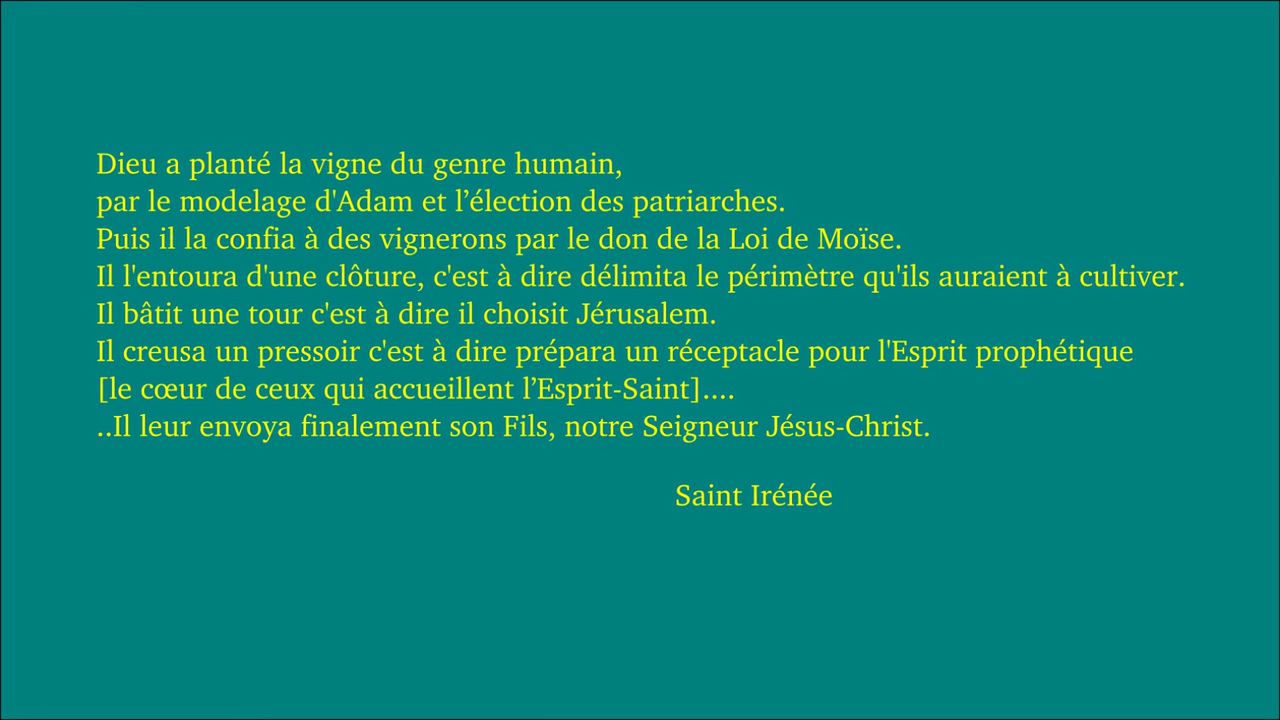 Dieu a planté la vigne du genre humain,
par le modelage d'Adam et l’élection des patriarches.
Puis il la confia à des vignerons par le don de la Loi de Moïse.
Il l'entoura d'une clôture, c'est à dire délimita le périmètre qu'ils auraient à cultiver.
Il bâtit une tour c'est à dire il choisit Jérusalem.
Il creusa un pressoir c'est à dire prépara un réceptacle pour l'Esprit prophétique
[le cœur de ceux qui accueillent l’Esprit-Saint]....
..Il leur envoya finalement son Fils, notre Seigneur Jésus-Christ.
Saint Irénée